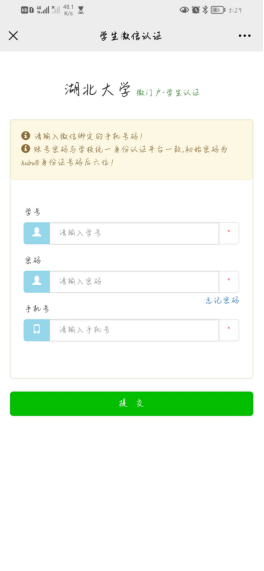 48.1 K/s
5:29
学生微信认证
湖北大学 微门户·学生认证
请输入微信绑定的手机号码!
账号密码与学校统一身份认证平台一致,初始密码为
hubu@身份证号码后六位!
学号
请输入学号 *
密码
请输入密码 *
忘记密码
手机号
请输入手机号 *
提 交